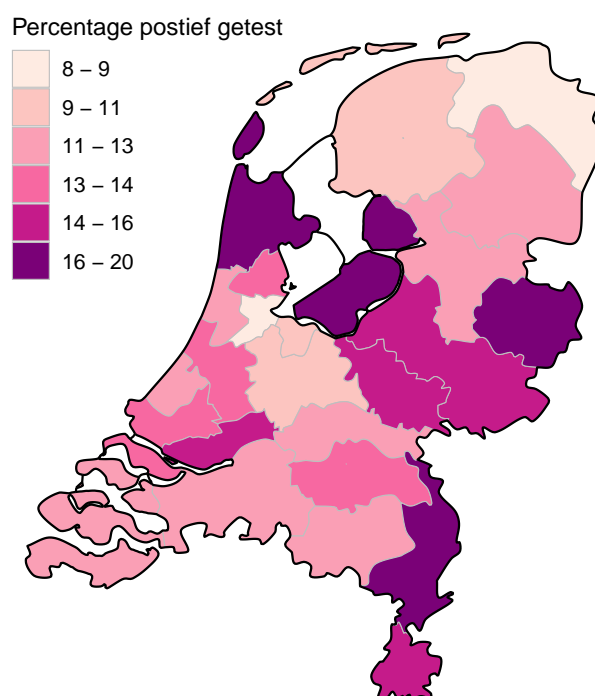 Percentage postief getest
8 – 9
9 – 11
11 – 13
13 – 14
14 – 16
16 – 20